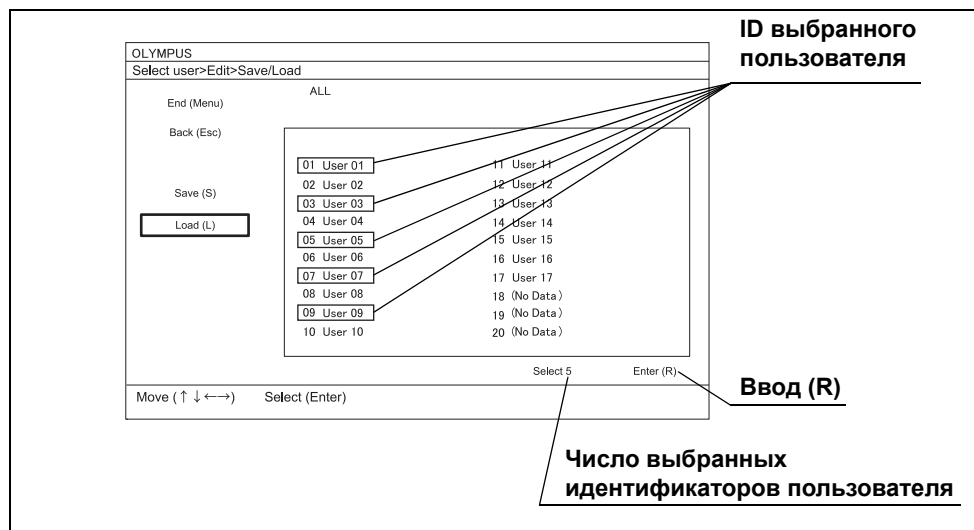 ID выбранного
пользователя
OLYMPUS
Select user>Edit>Save/Load
ALL
End (Menu)
Back (Esc)
Save (S)
Load (L)
01 User 01
02 User 02
03 User 03
04 User 04
05 User 05
06 User 06
07 User 07
08 User 08
09 User 09
10 User 10
11 User 11
12 User 12
13 User 13
14 User 14
15 User 15
16 User 16
17 User 17
18 (No Data)
19 (No Data)
20 (No Data)
Select 5 Enter (R)
Move (↑↓←→) Select (Enter)
Ввод (R)
Число выбранных
идентификаторов пользователя